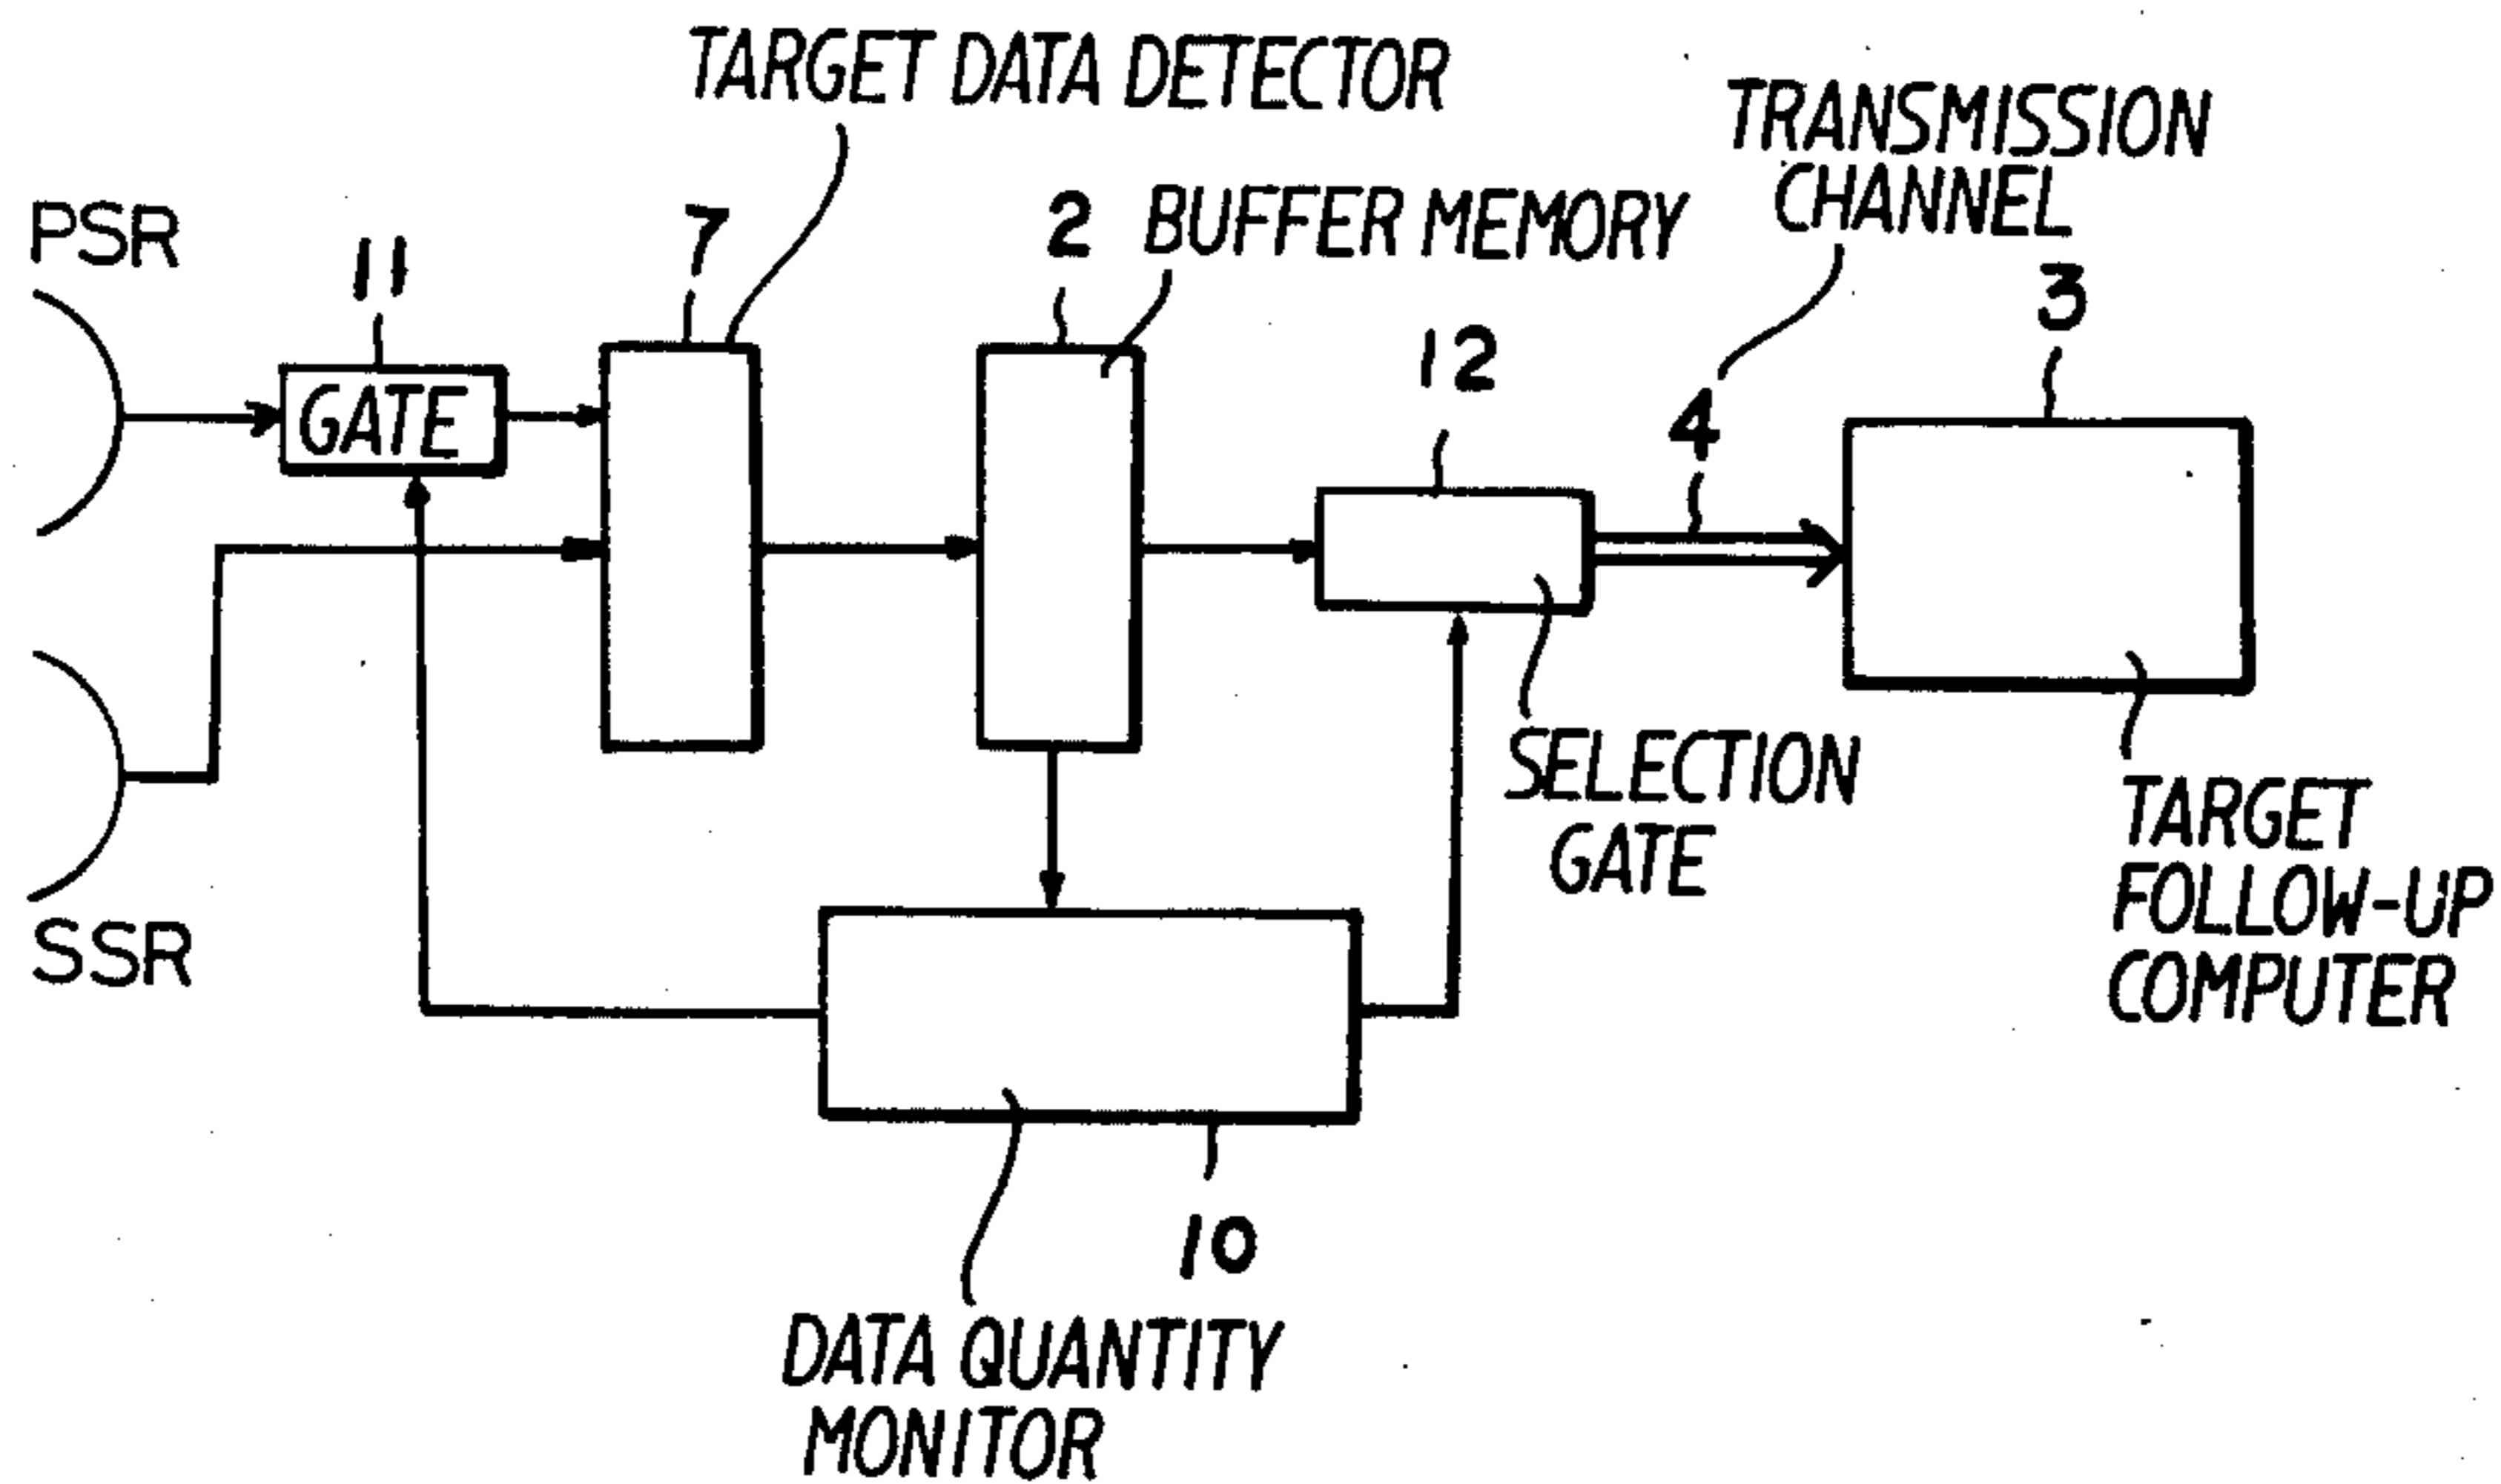 TARGET DATA DETECTOR
TRANSMISSION
CHANNEL
PSR
11
7
2
BUFFER MEMORY
12
4
3
GATE
SELECTION
GATE
TARGET
FOLLOW-UP
COMPUTER
SSR
10
DATA QUANTITY
MONITOR